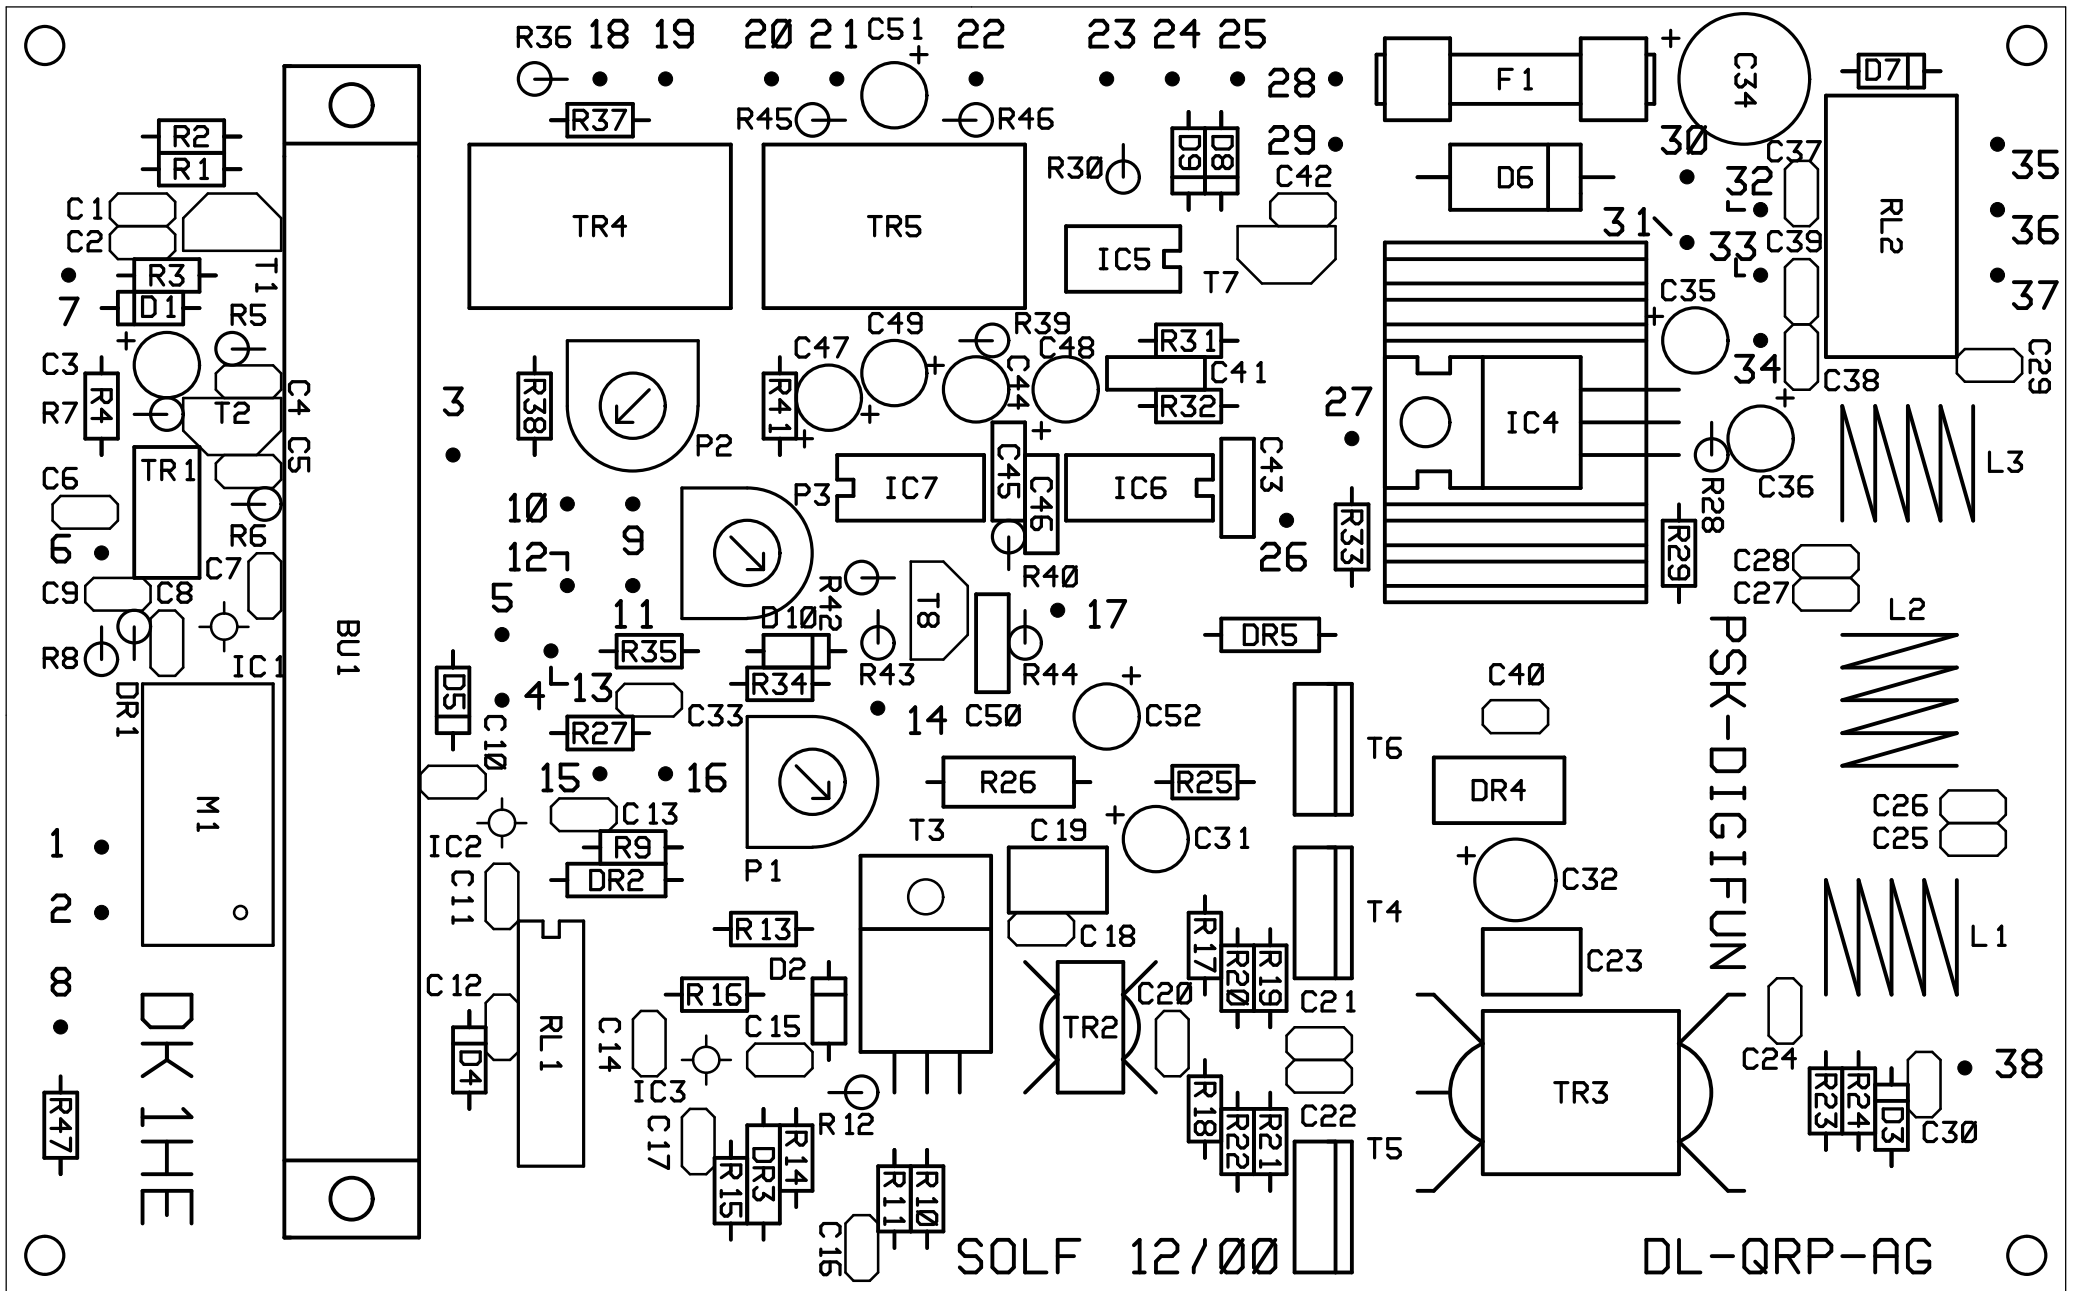 R36 18 19 20 21 C51 22 23 24 25
+ + C34 D7
28 F1
R37 R45 R46
R2 D9 D8 29 30 C37 35
R1 R30 C42 D6 32
C1 TR4 TR5 31 RL2 36
C2 IC5 33 C39
R3 T1 T7 37
7 D1 R5 C35
+ C49 R39 +
C3 C47 + C44 C48 R31 34 C29
R4 C4 C41 C38
R7 T2 3 R38 R41 + R32 27 IC4 +
C5 P2 + + L3
C6 TR1 P3 IC7 C45 IC6 C43 C36
10 C46 R28
R6 9 R33
6 12 26 R29 C28
C7 R42 R40 C27
C9 C8 5 11 D10 T8 17 L2
BU1 R35 DR5
R8 IC1 R34 R43 R44 + C40
DR1 D5 4 13 C33 14 C50 C52 PSK-DIGIFUN
C10 R27 T6
15 16 R26 R25 DR4
M1 C13 + C26
1 IC2 R9 T3 C19 C31 + C25
DR2 P1 C32
2 C11 T4
R13 C18 R17 L1
8 D2 R20 R19 C23
C12 R16 C20 C21
DK1HE D4 RL1 C14 C15 TR2 C24 38
IC3 R18 TR3 R23 R24
R47 C17 R12 C22 D3 C30
R15 DR3 R14 R22 R21 T5
R11 R10
C16 SOLF 12/00 DL-QRP-AG